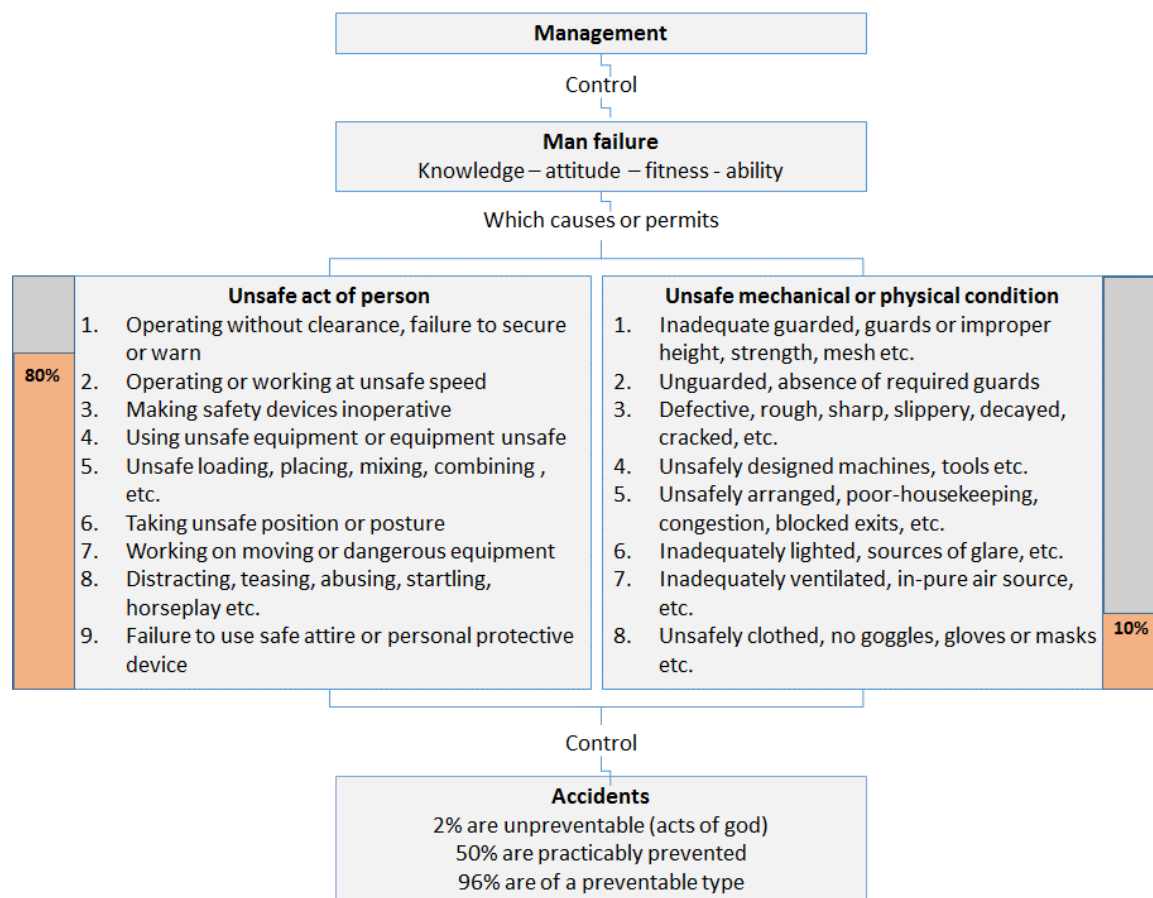 Management
Control
Man failure
Knowledge – attitude – fitness - ability
Which causes or permits
Unsafe act of person
1. Operating without clearance, failure to secure
or warn
2. Operating or working at unsafe speed
3. Making safety devices inoperative
4. Using unsafe equipment or equipment unsafe
5. Unsafe loading, placing, mixing, combining ,
etc.
6. Taking unsafe position or posture
7. Working on moving or dangerous equipment
8. Distracting, teasing, abusing, startling,
horseplay etc.
9. Failure to use safe attire or personal protective
device
80%
Unsafe mechanical or physical condition
1. Inadequate guarded, guards or improper
height, strength, mesh etc.
2. Unguarded, absence of required guards
3. Defective, rough, sharp, slippery, decayed,
cracked, etc.
4. Unsafely designed machines, tools etc.
5. Unsafely arranged, poor-housekeeping,
congestion, blocked exits, etc.
6. Inadequately lighted, sources of glare, etc.
7. Inadequately ventilated, in-pure air source,
etc.
8. Unsafely clothed, no goggles, gloves or masks
etc.
10%
Control
Accidents
2% are unpreventable (acts of god)
50% are practicably prevented
96% are of a preventable type